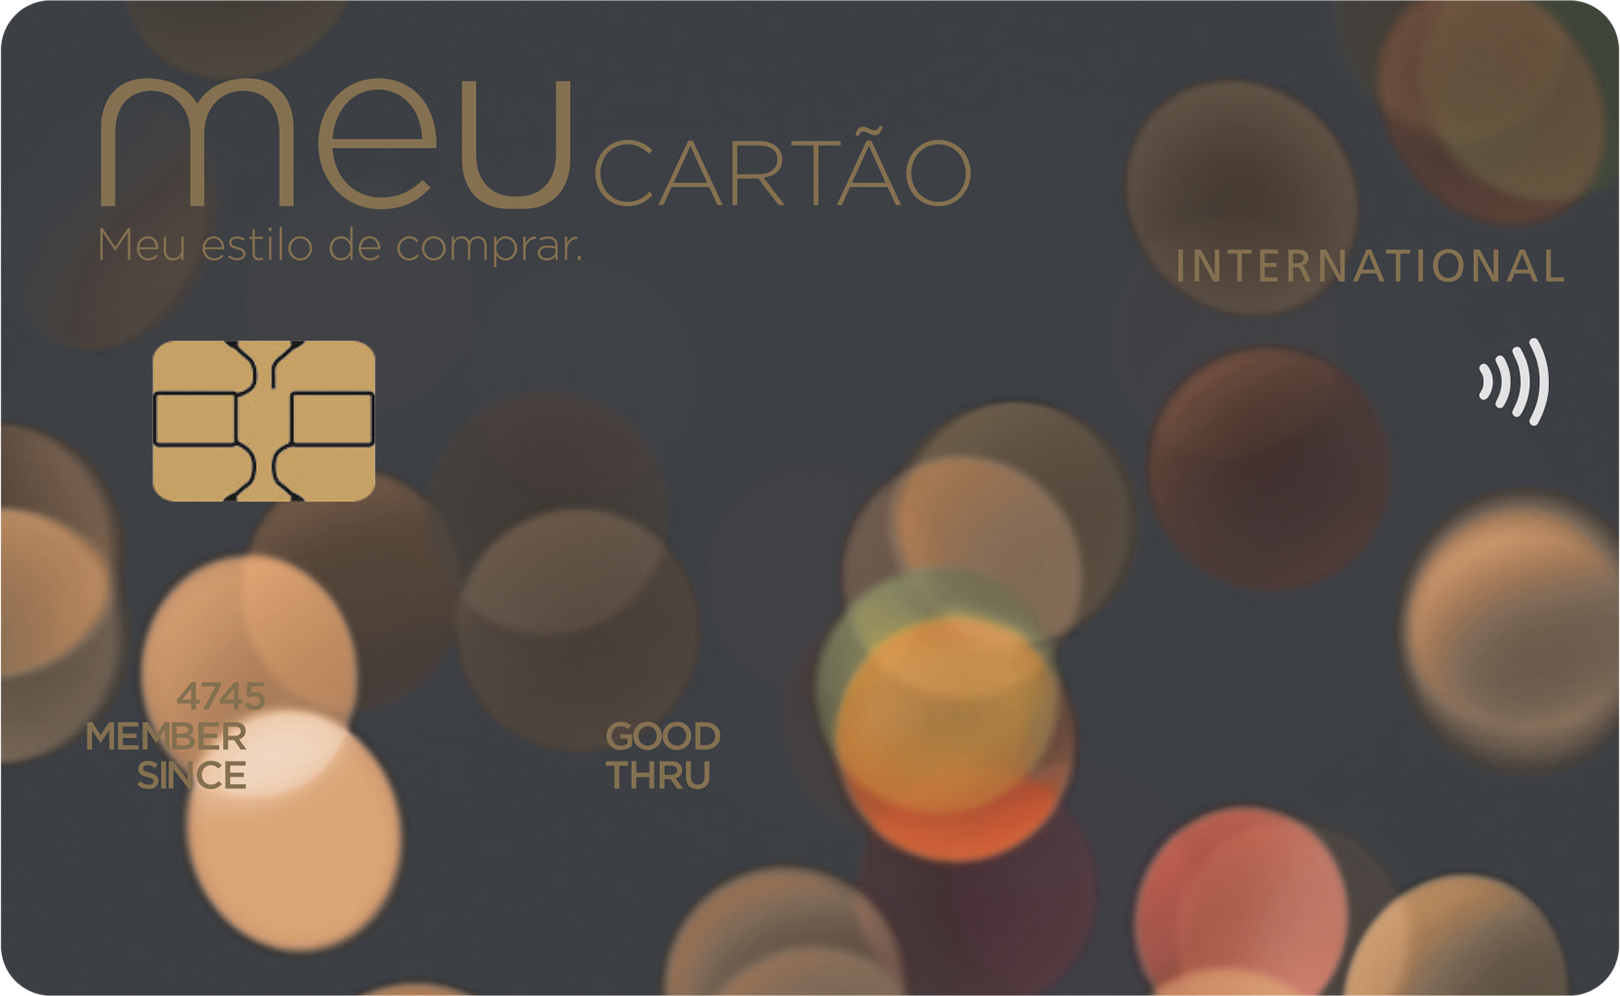 meu CARTÃO
Meu estilo de comprar.
INTERNATIONAL
4745
MEMBER
SINCE
GOOD
THRU